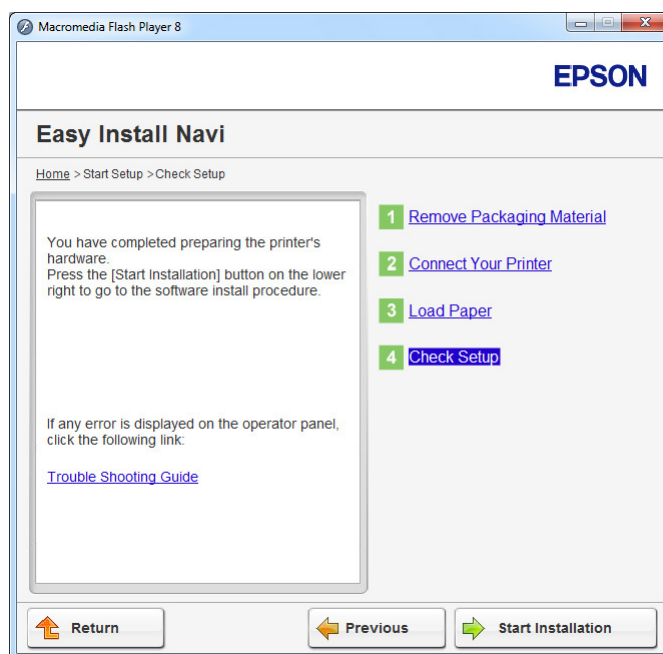 Macromedia Flash Player 8
EPSON
Easy Install Navi
Home > Start Setup >Check Setup
You have completed preparing the printer's
hardware.
Press the [Start Installation] button on the lower
right to go to the software install procedure.
If any error is displayed on the operator panel,
click the following link:
Trouble Shooting Guide
1 Remove Packaging Material
2 Connect Your Printer
3 Load Paper
4 Check Setup
Return
Previous
Start Installation